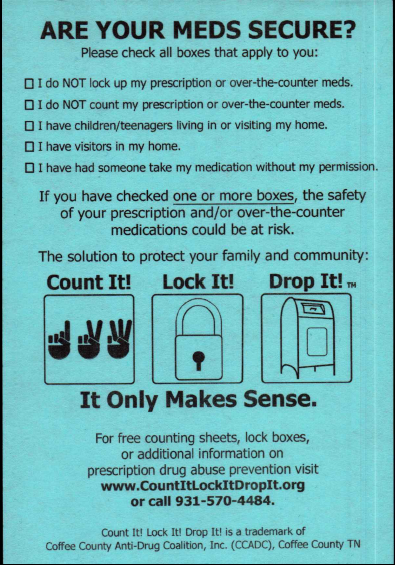 ARE YOUR MEDS SECURE?
Please check all boxes that apply to you:
I do NOT lock up my prescription or over-the-counter meds.
I do NOT count my prescription or over-the-counter meds.
I have children/teenagers living in or visiting my home.
I have visitors in my home.
I have had someone take my medication without my permission.
If you have checked one or more boxes, the safety
of your prescription and/or over-the-counter
medications could be at risk.
The solution to protect your family and community:
Count It! Lock It! Drop It! TM
It Only Makes Sense.
For free counting sheets, lock boxes,
or additional information on
prescription drug abuse prevention visit
www.CountItLockItDropIt.org
or call 931-570-4484.
Count It! Lock It! Drop It! is a trademark of
Coffee County Anti-Drug Coalition, Inc. (CCADC), Coffee County TN